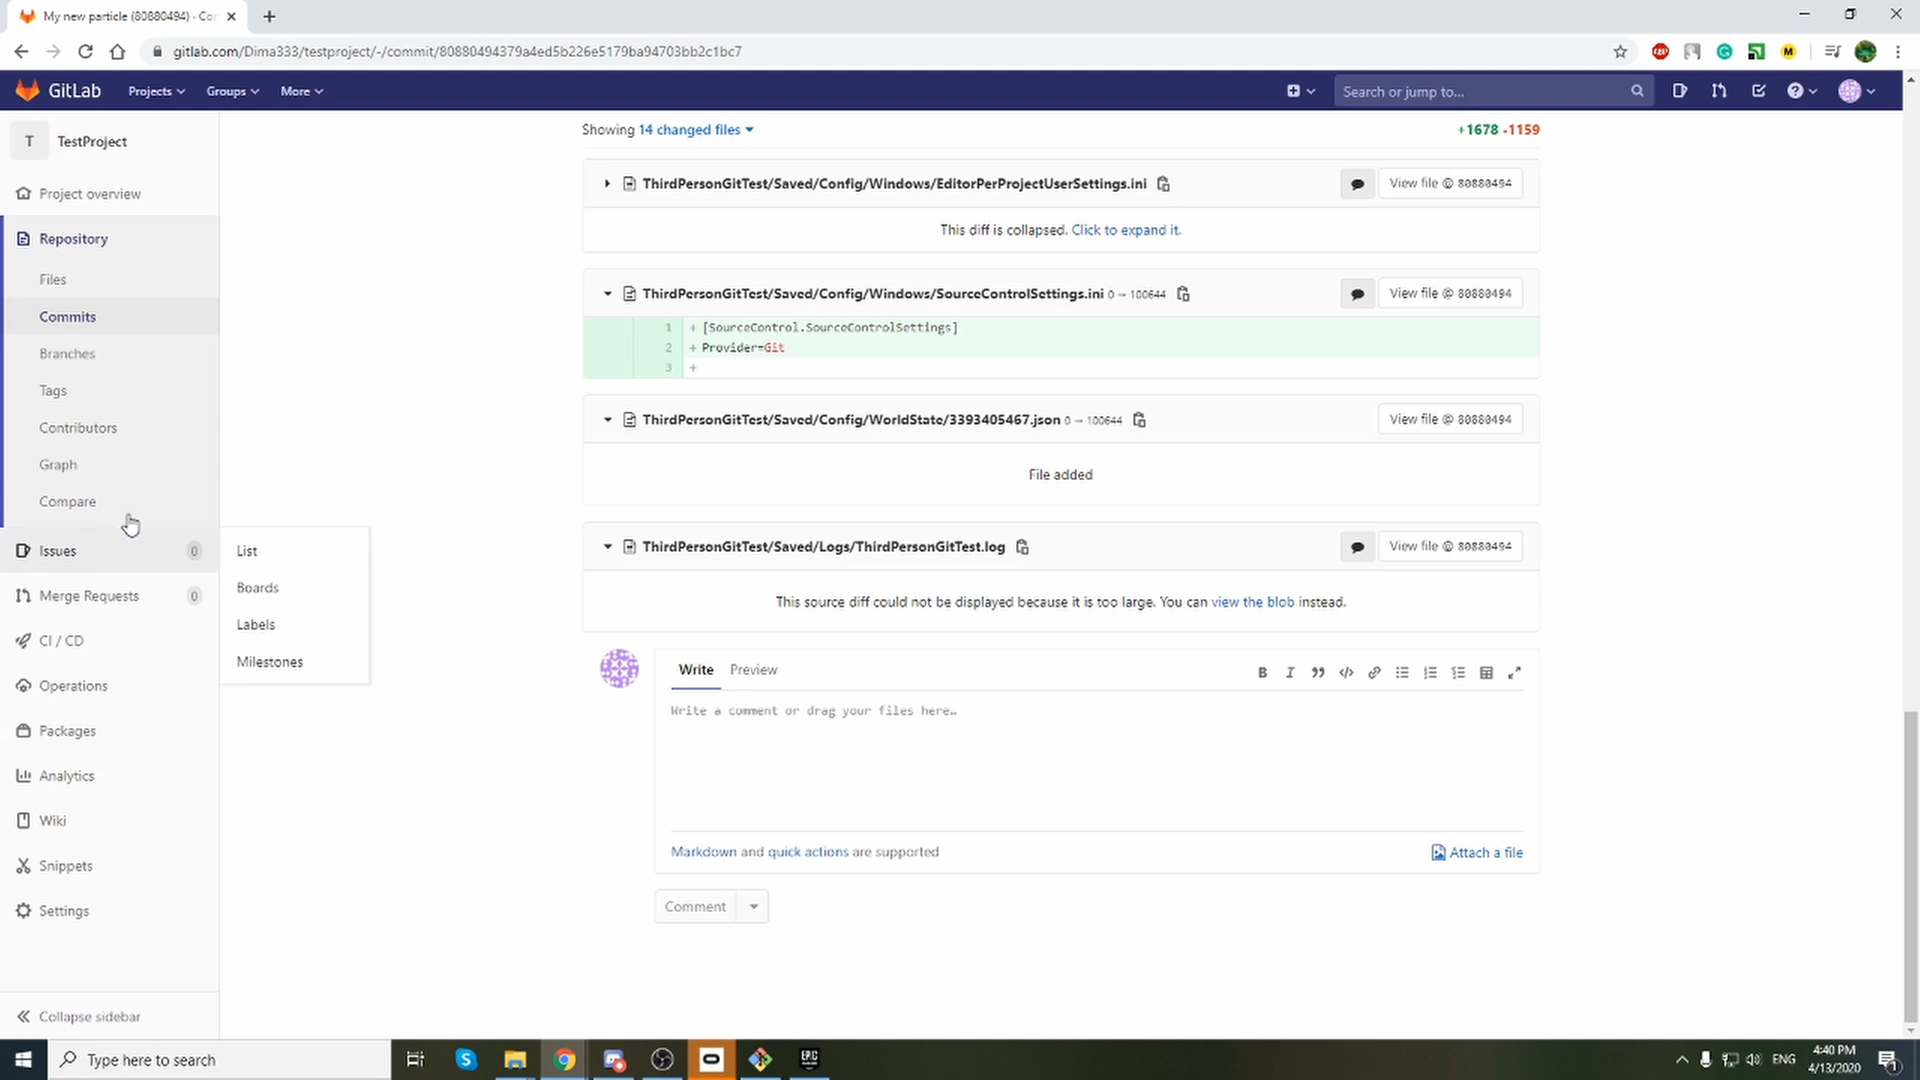 My new particle (80880494) · Co
gitlab.com/Dima333/testproject/-/commit/80880494379a4ed5b226e5179ba94703bb2c1bc7
GitLab
Projects
Groups
More
Search or jump to...
T
TestProject
Project overview
Repository
Files
Commits
Branches
Tags
Contributors
Graph
Compare
Issues
0
Merge Requests
0
CI / CD
Operations
Packages
Analytics
Wiki
Snippets
Settings
Collapse sidebar
List
Boards
Labels
Milestones
Showing 14 changed files
+1678 -1159
ThirdPersonGitTest/Saved/Config/Windows/EditorPerProjectUserSettings.ini
View file @ 80880494
This diff is collapsed. Click to expand it.
ThirdPersonGitTest/Saved/Config/Windows/SourceControlSettings.ini 0 → 100644
View file @ 80880494
1 + [SourceControl.SourceControlSettings]
2 + Provider=Git
3 +
ThirdPersonGitTest/Saved/Config/WorldState/3393405467.json 0 → 100644
View file @ 80880494
File added
ThirdPersonGitTest/Saved/Logs/ThirdPersonGitTest.log
View file @ 80880494
This source diff could not be displayed because it is too large. You can view the blob instead.
Write
Preview
Write a comment or drag your files here…
Markdown and quick actions are supported
Attach a file
Comment
Type here to search
ENG
4:40 PM
4/13/2020